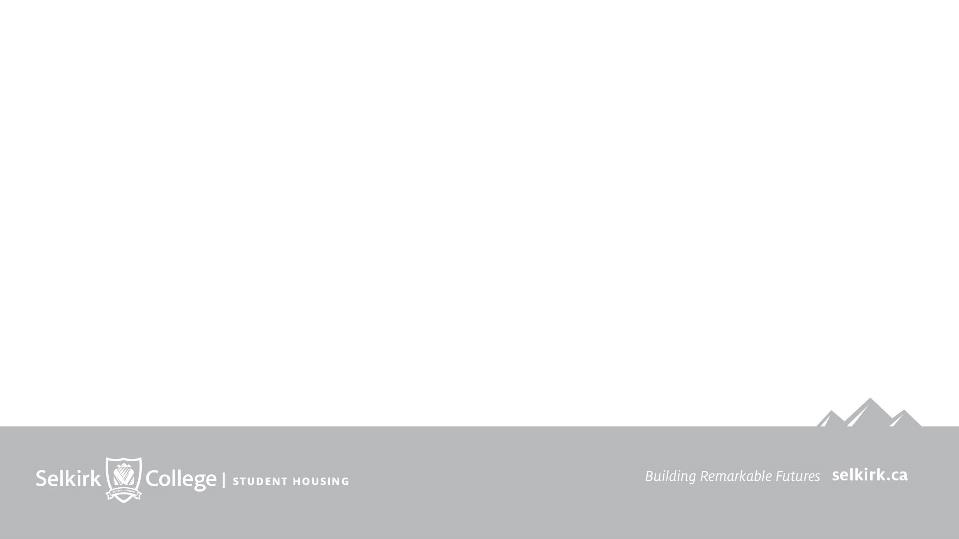 Selkirk College | STUDENT HOUSING
Building Remarkable Futures selkirk.ca